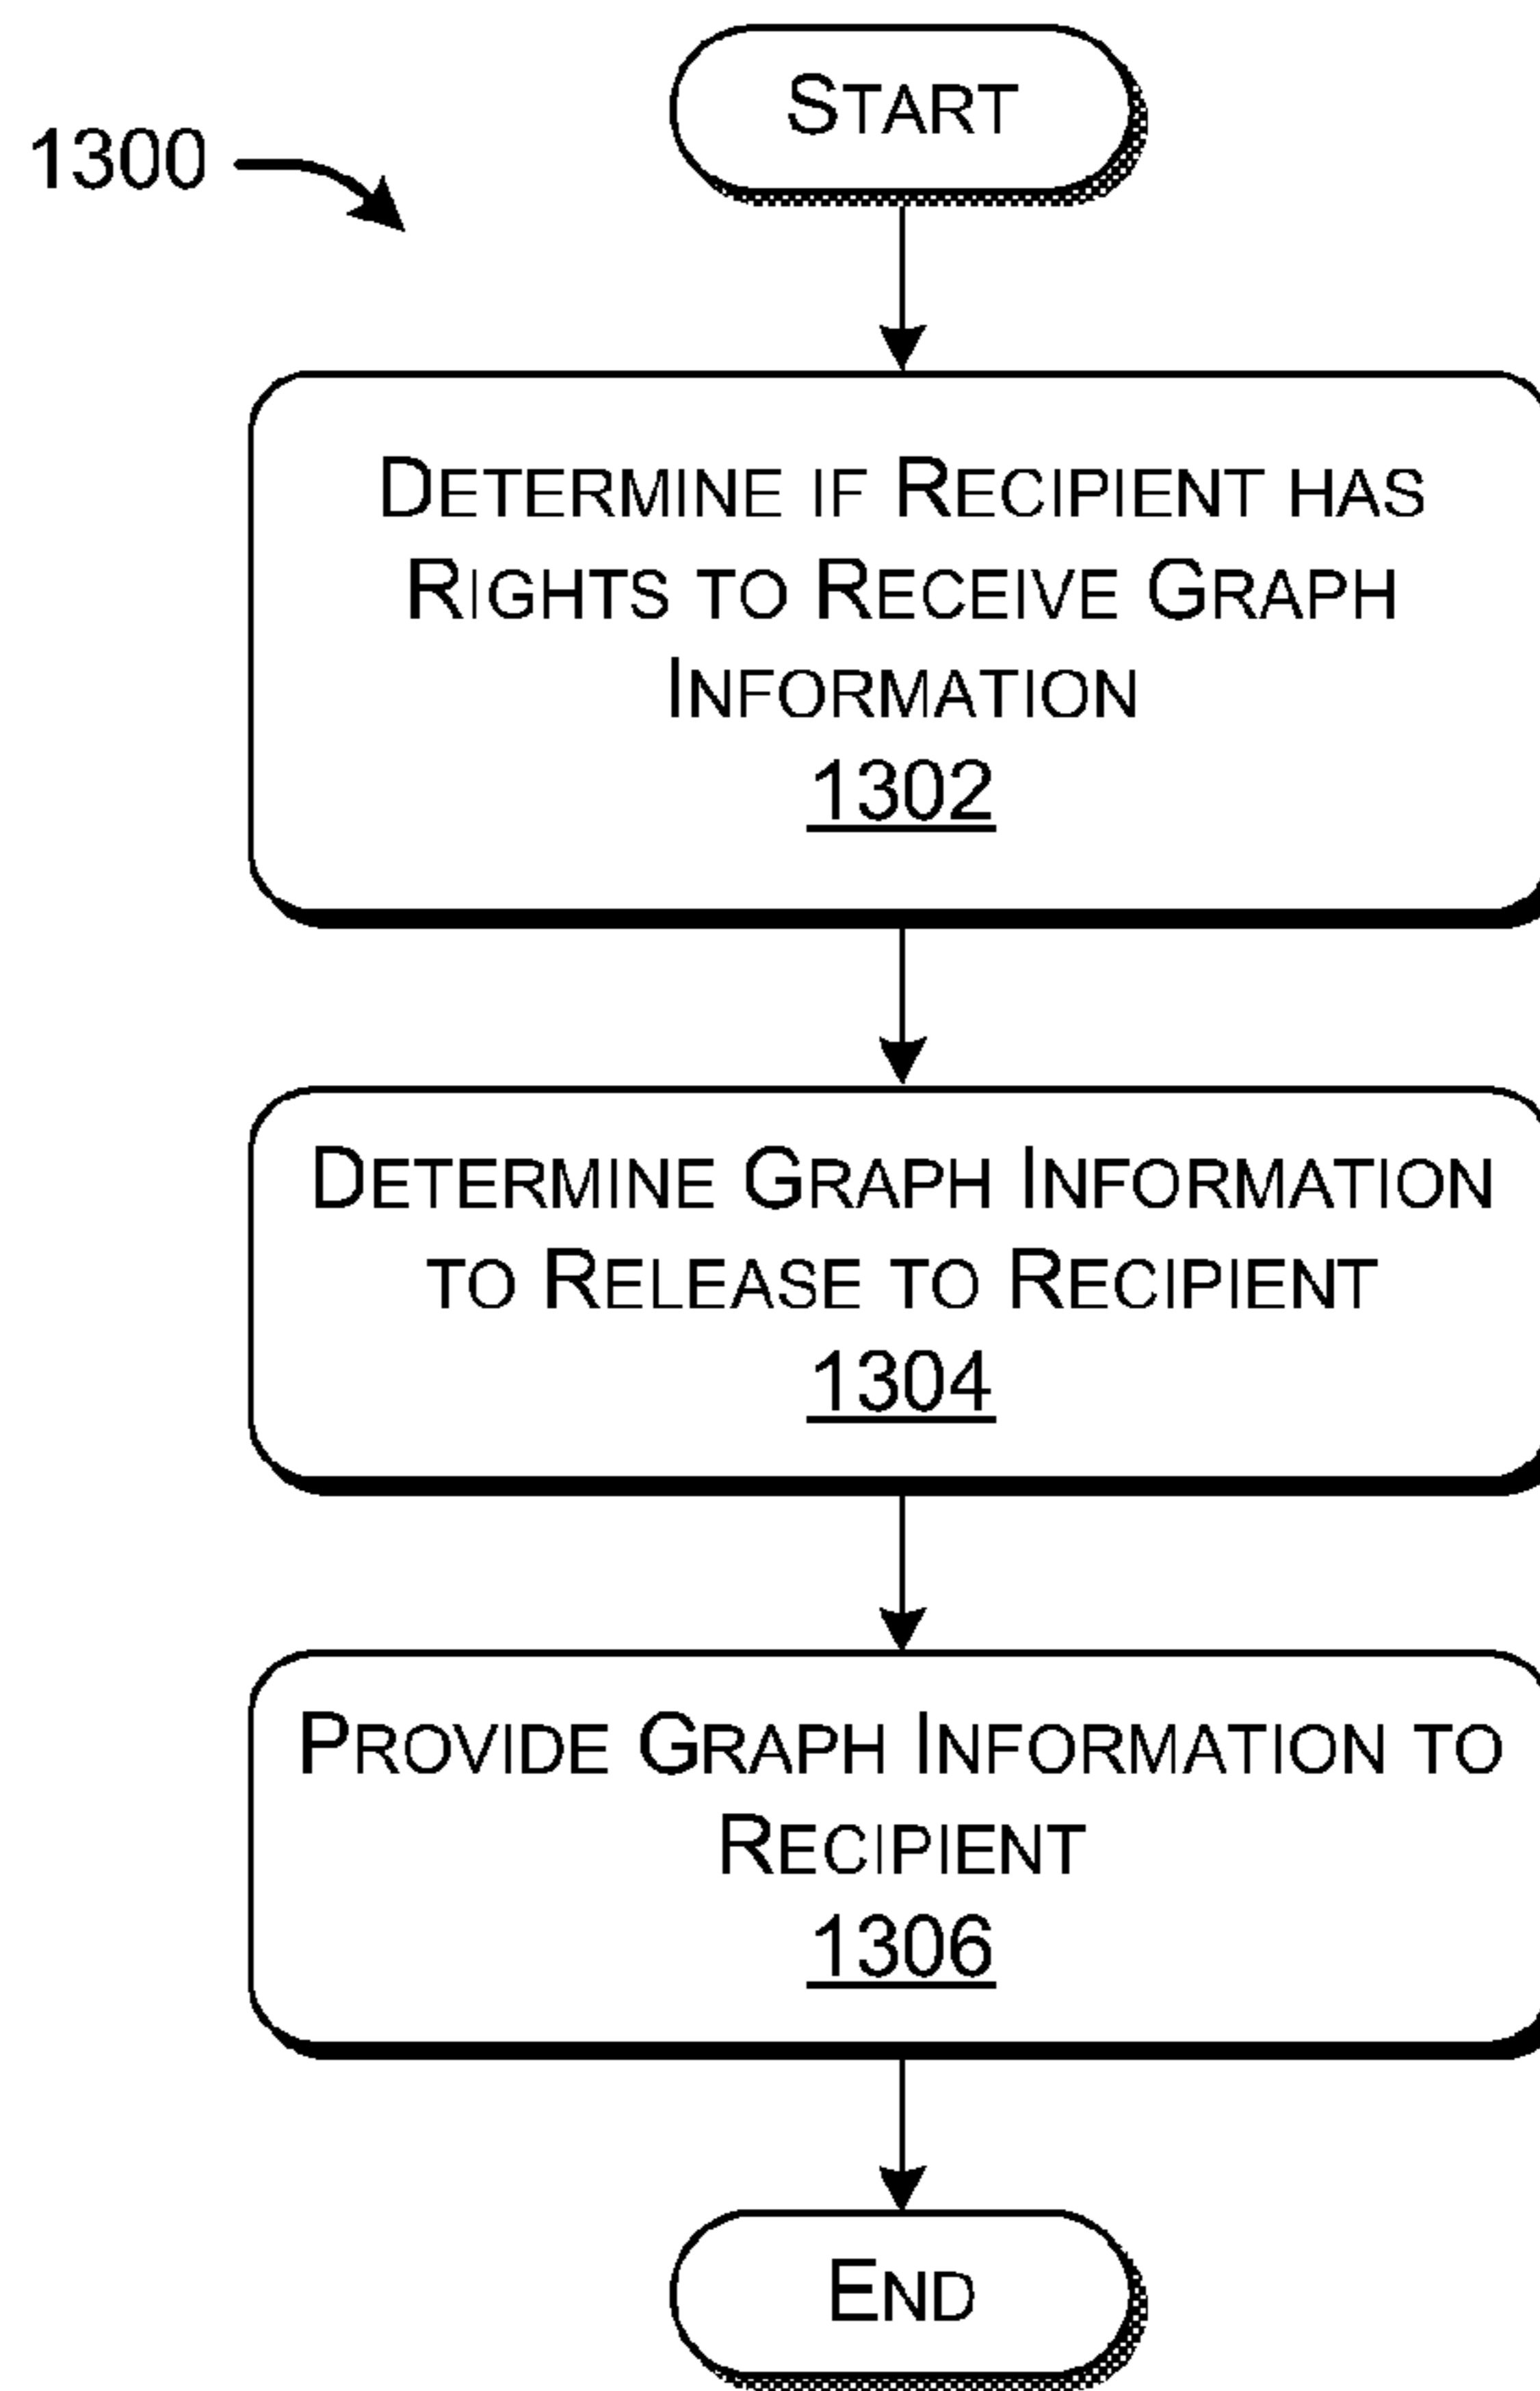 START
1300
DETERMINE IF RECIPIENT HAS
RIGHTS TO RECEIVE GRAPH
INFORMATION
1302
DETERMINE GRAPH INFORMATION
TO RELEASE TO RECIPIENT
1304
PROVIDE GRAPH INFORMATION TO
RECIPIENT
1306
END